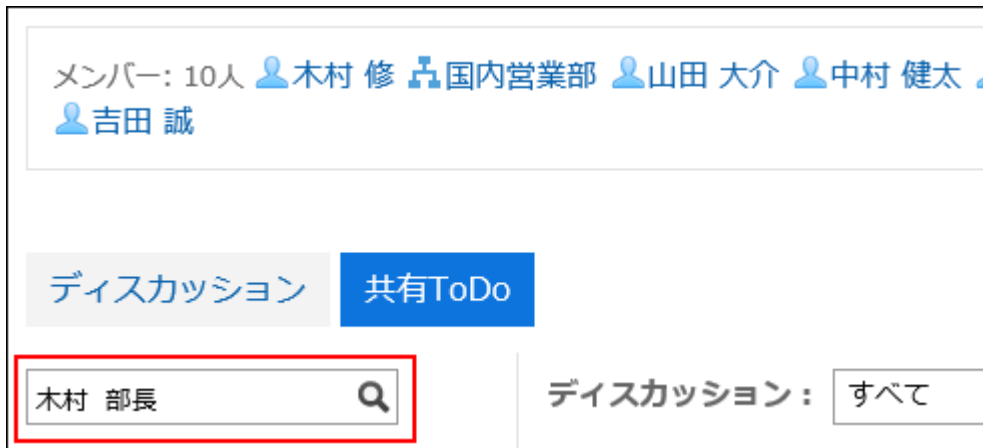 メンバー: 10人 木村 修 国内営業部 山田 大介 中村 健太
吉田 誠
ディスカッション 共有ToDo
木村 部長 ディスカッション： すべて